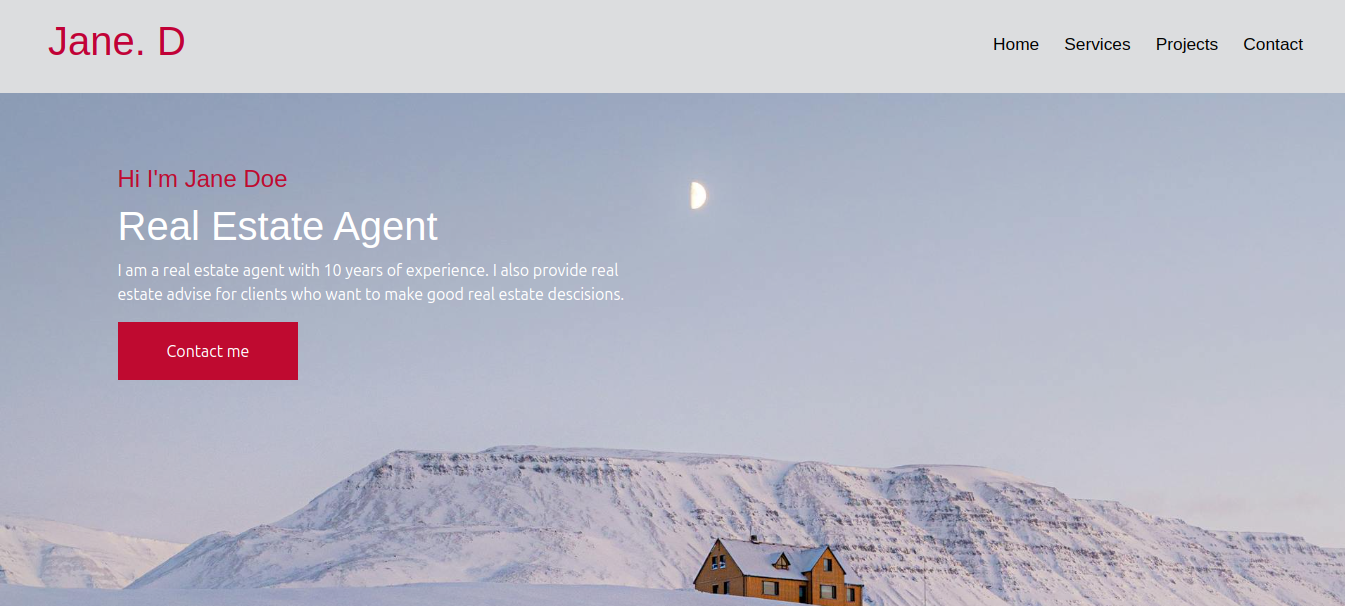 Jane. D
Home Services Projects Contact
Hi I'm Jane Doe
Real Estate Agent
I am a real estate agent with 10 years of experience. I also provide real
estate advise for clients who want to make good real estate descisions.
Contact me